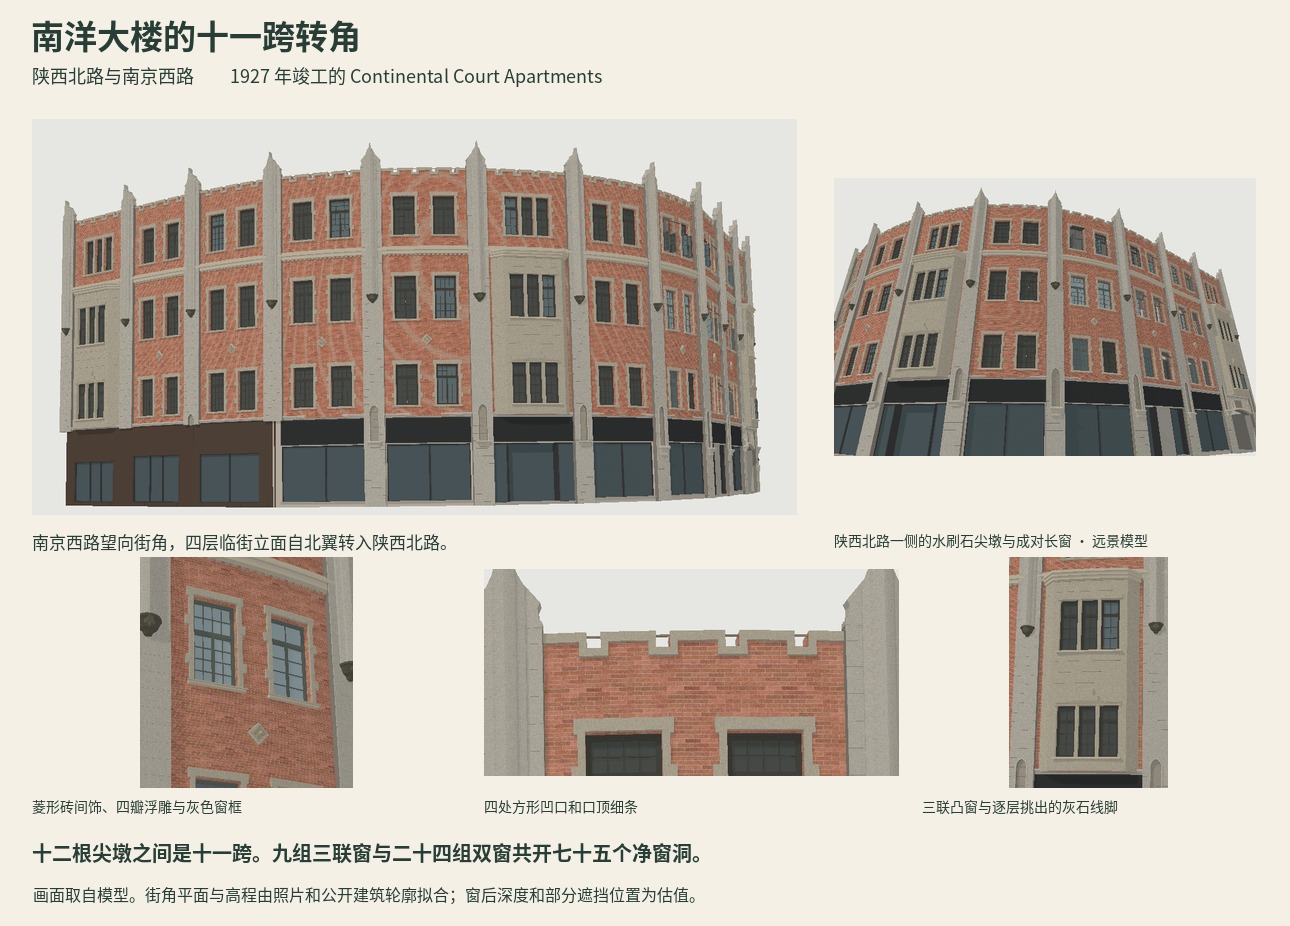 南洋大楼的十一跨转角
陕西北路与南京西路 1927 年竣工的 Continental Court Apartments
南京西路望向街角，四层临街立面自北翼转入陕西北路。
陕西北路一侧的水刷石尖墩与成对长窗 · 远景模型
菱形砖间饰、四瓣浮雕与灰色窗框
四处方形凹口和口顶细条
三联凸窗与逐层挑出的灰石线脚
十二根尖墩之间是十一跨。九组三联窗与二十四组双窗共开七十五个净窗洞。
画面取自模型。街角平面与高程由照片和公开建筑轮廓拟合；窗后深度和部分遮挡位置为估值。